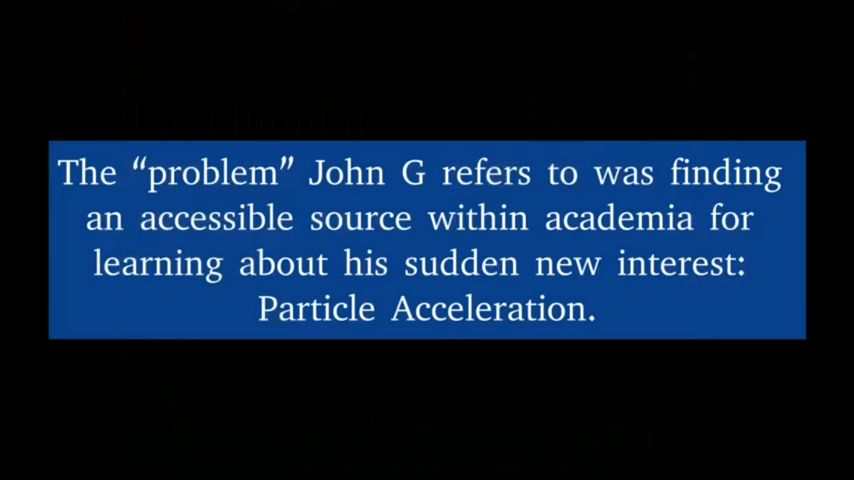 The “problem” John G refers to was finding
an accessible source within academia for
learning about his sudden new interest:
Particle Acceleration.